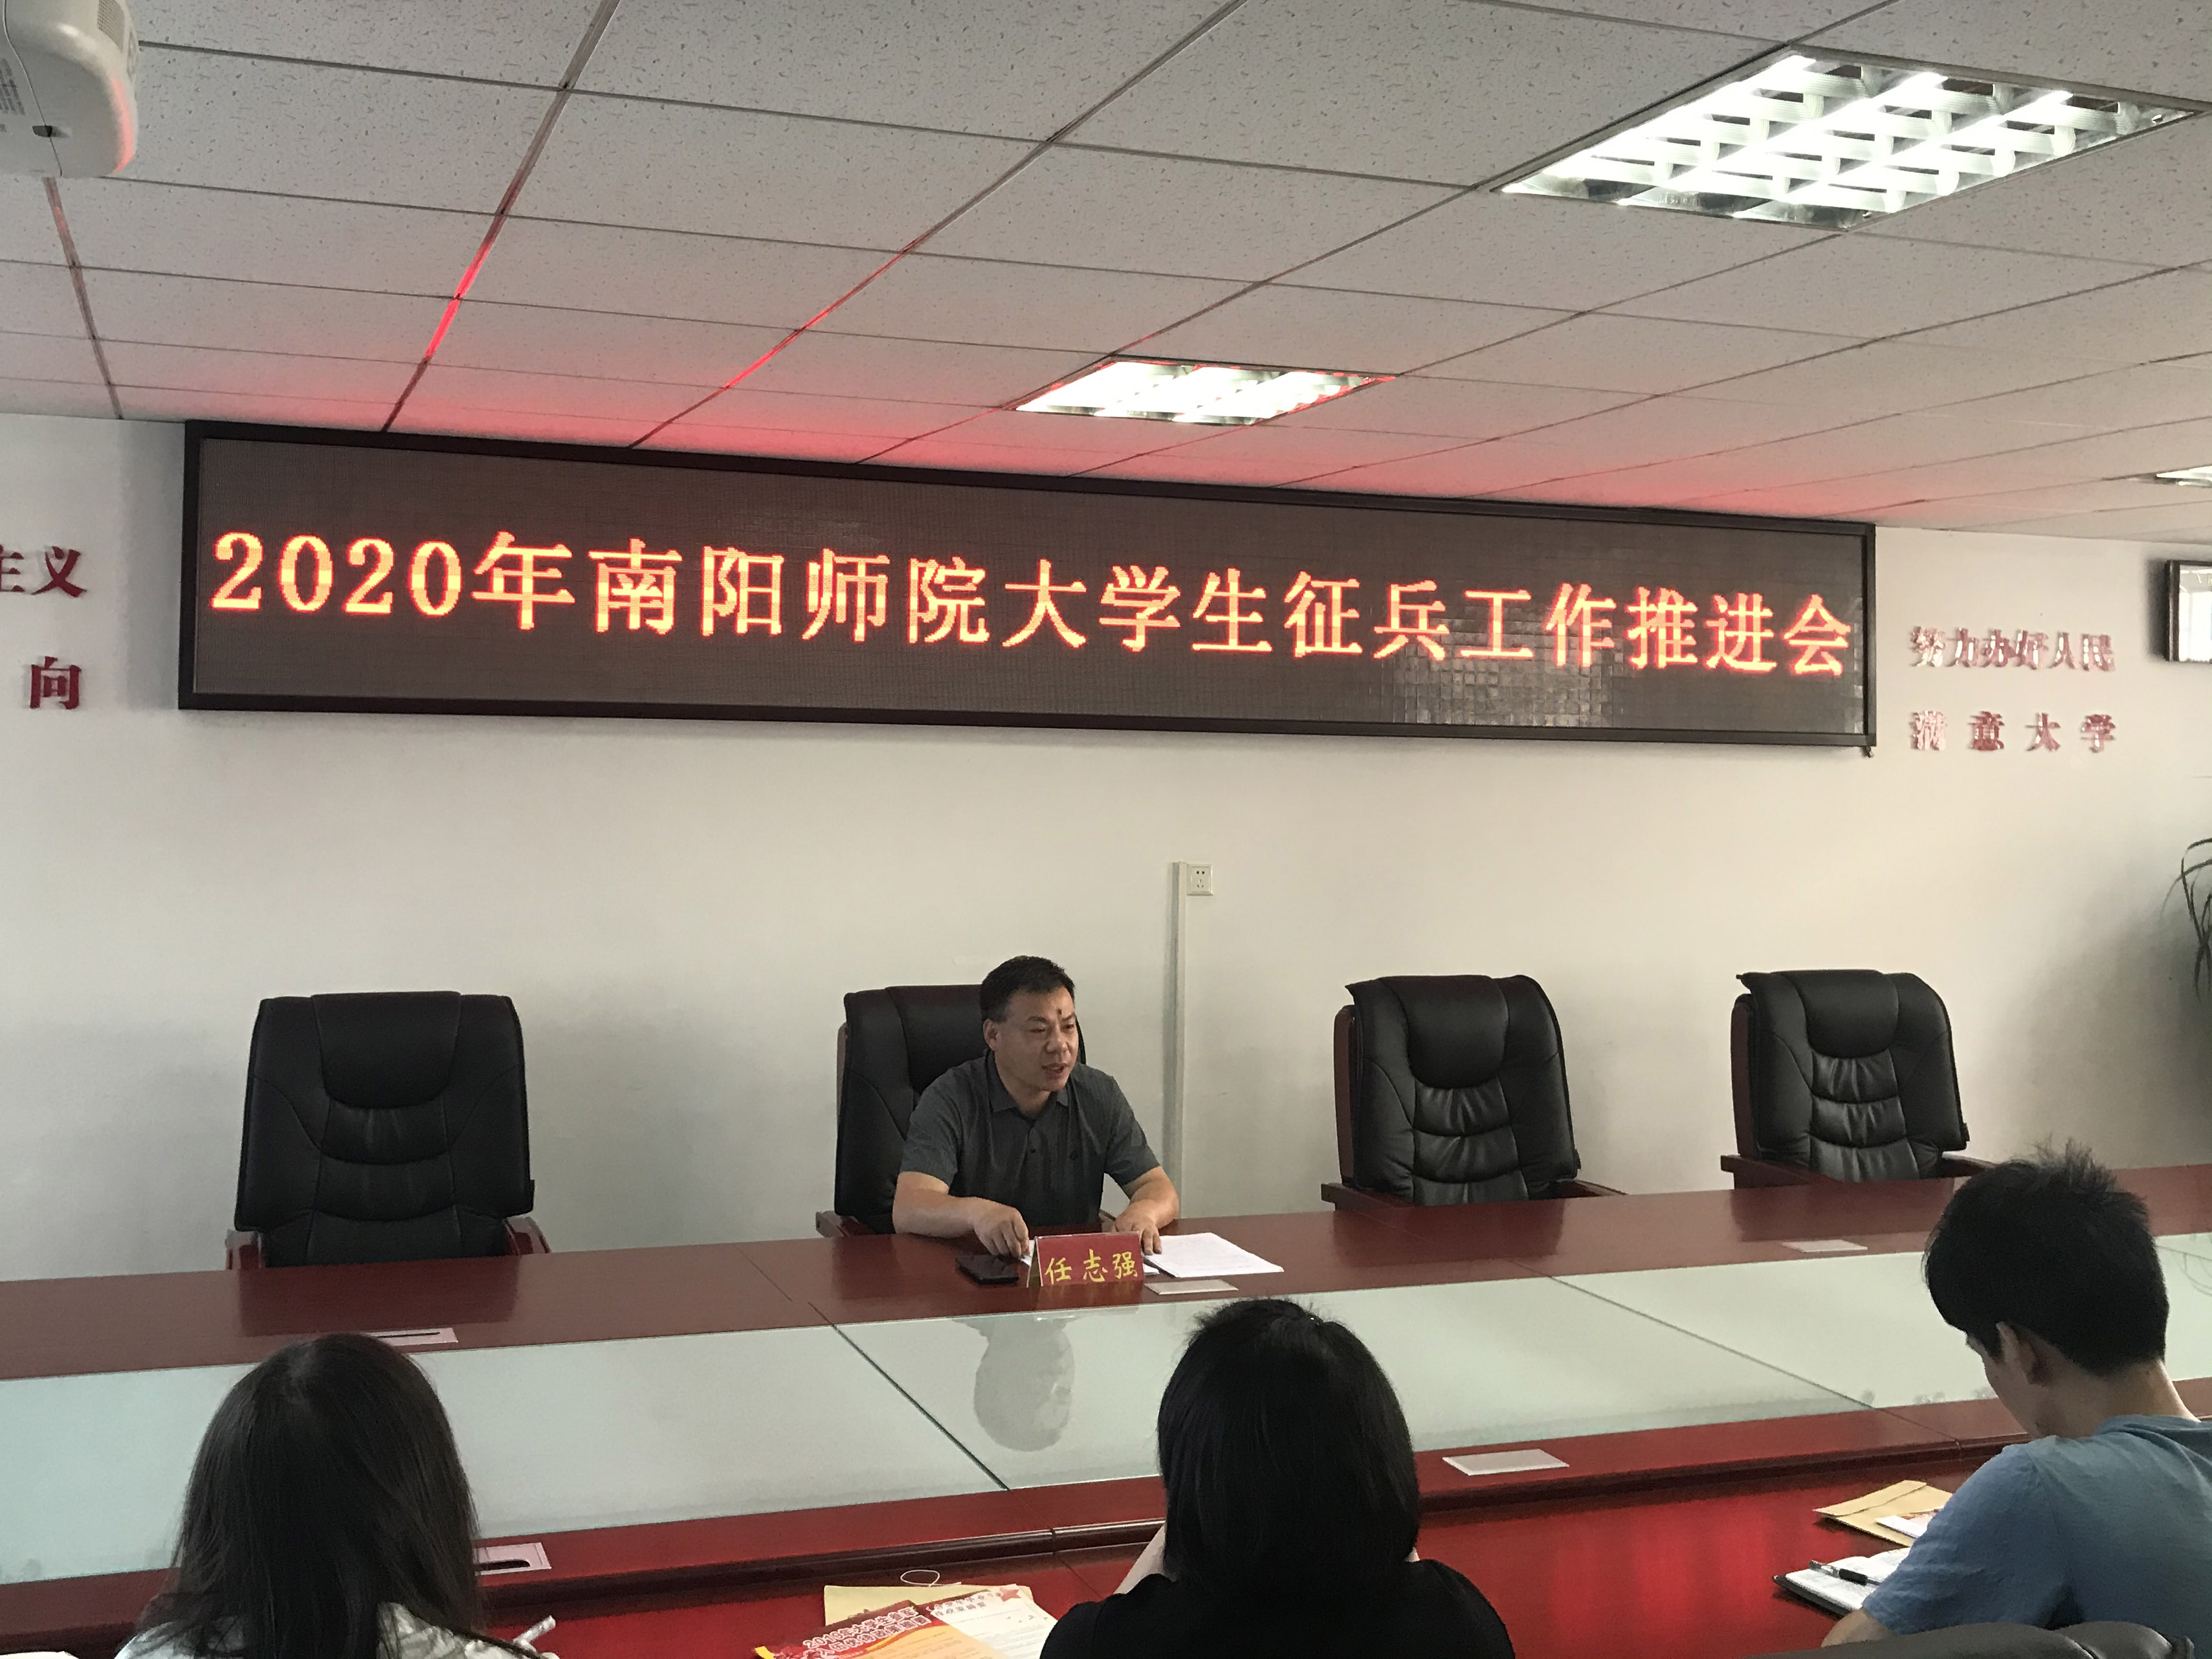 2020年南阳师院大学生征兵工作推进会
主义
向
努力办好人民
满意大学
任志强